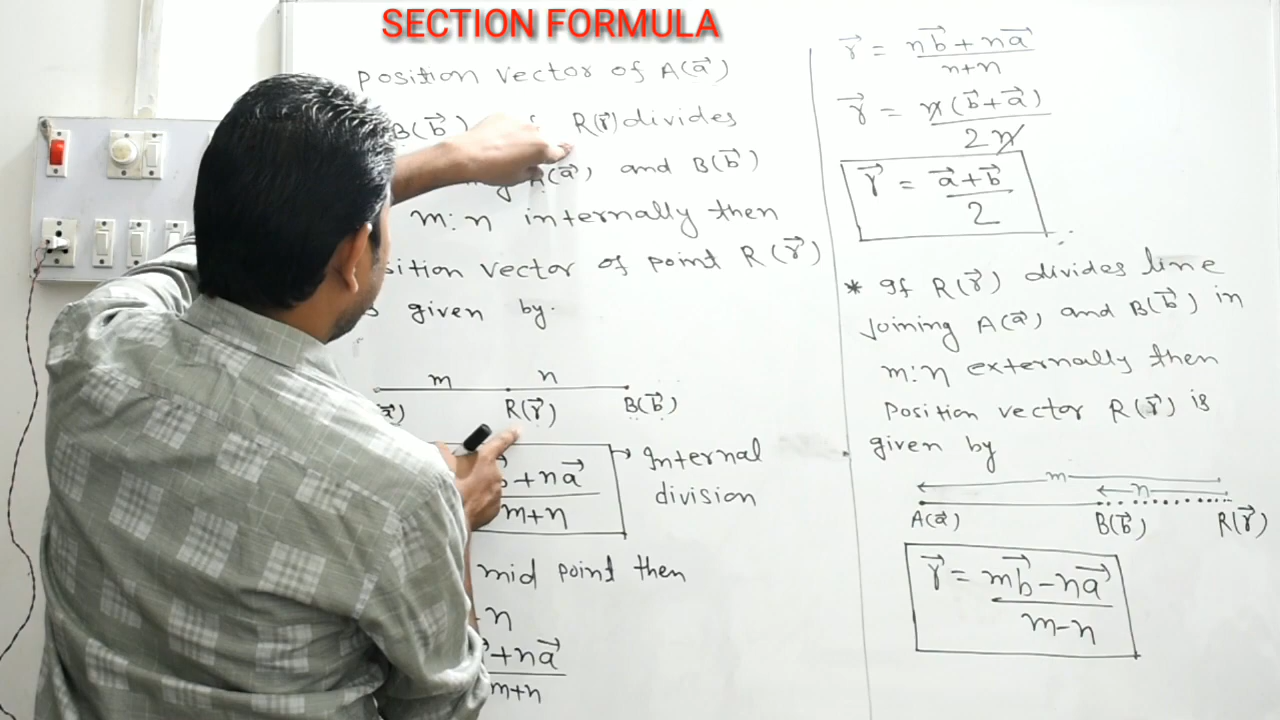 SECTION FORMULA
Position vector of A(a⃗)
B(b⃗) R(r⃗) divides
A(a⃗) and B(b⃗)
m:n internally then
vector of point R(r⃗)
given by.
m n
R(r⃗) B(b⃗)
+ na⃗
m+n
→ Internal
division
mid point then
n
+ na⃗
m+n
r⃗ = nb⃗ + na⃗
n+n
r⃗ = n(b⃗+a⃗)
2n
r⃗ = a⃗+b⃗
2
* If R(r⃗) divides line
joining A(a⃗) and B(b⃗) in
m:n externally then
Position vector R(r⃗) is
given by
m
n
A(a⃗) B(b⃗) R(r⃗)
r⃗ = mb⃗ - na⃗
m-n